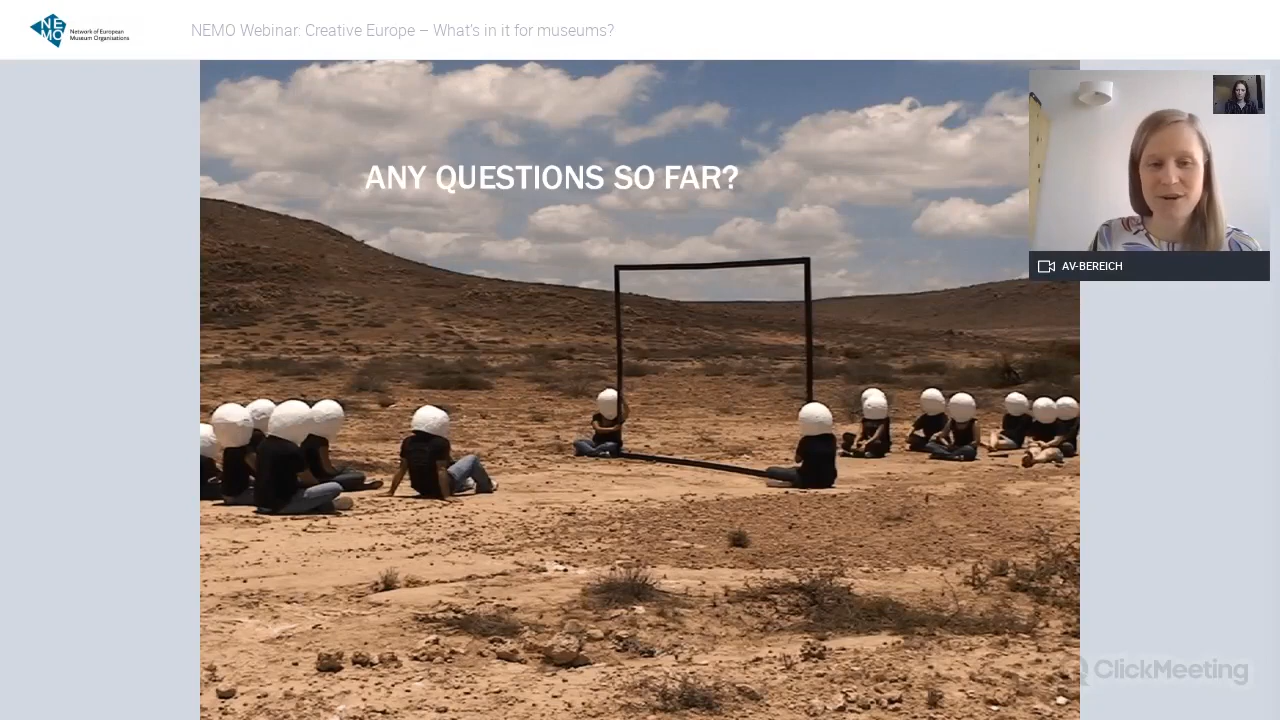 NE
MO
Network of European
Museum Organisations
NEMO Webinar: Creative Europe – What's in it for museums?
ANY QUESTIONS SO FAR?
AV-BEREICH
ClickMeeting